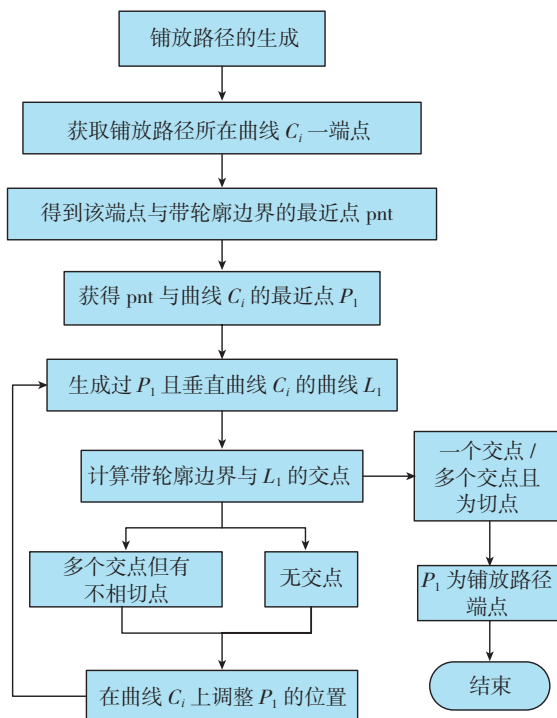 铺放路径的生成
获取铺放路径所在曲线 Ci 一端点
得到该端点与带轮廓边界的最近点 pnt
获得 pnt 与曲线 Ci 的最近点 P1
生成过 P1 且垂直曲线 Ci 的曲线 L1
计算带轮廓边界与 L1 的交点
一个交点 /
多个交点且
为切点
多个交点但有
不相切点
无交点
P1 为铺放路径
端点
在曲线 Ci 上调整 P1 的位置
结束